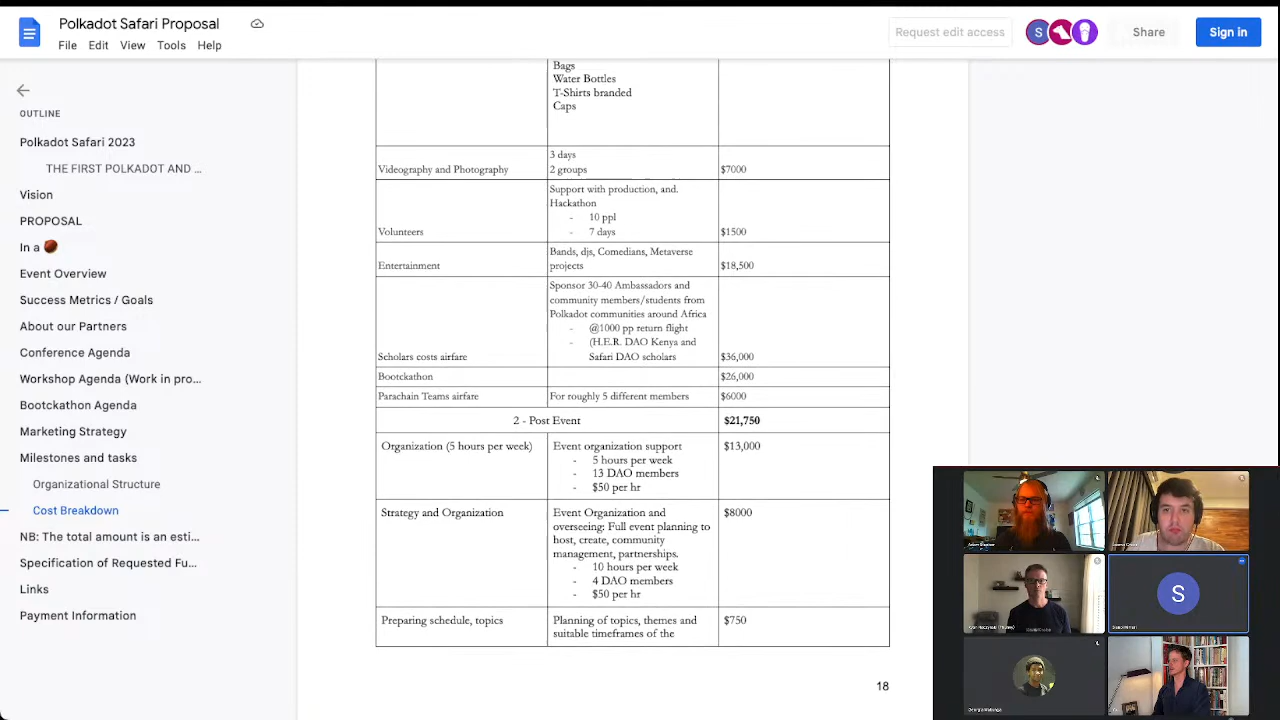 Polkadot Safari Proposal
File Edit View Tools Help
Request edit access
S
Share
Sign in
OUTLINE
Polkadot Safari 2023
THE FIRST POLKADOT AND ...
Vision
PROPOSAL
In a
Event Overview
Success Metrics / Goals
About our Partners
Conference Agenda
Workshop Agenda (Work in pro...
Bootckathon Agenda
Marketing Strategy
Milestones and tasks
Organizational Structure
Cost Breakdown
NB: The total amount is an esti...
Specification of Requested Fu...
Links
Payment Information
Bags
Water Bottles
T-Shirts branded
Caps
Videography and Photography
3 days
2 groups
$7000
Volunteers
Support with production, and.
Hackathon
- 10 ppl
- 7 days
$1500
Entertainment
Bands, djs, Comedians, Metaverse
projects
$18,500
Scholars costs airfare
Sponsor 30-40 Ambassadors and
community members/students from
Polkadot communities around Africa
- @1000 pp return flight
- (H.E.R. DAO Kenya and
Safari DAO scholars
$36,000
Bootckathon
$26,000
Parachain Teams airfare
For roughly 5 different members
$6000
2 - Post Event
$21,750
Organization (5 hours per week)
Event organization support
- 5 hours per week
- 13 DAO members
- $50 per hr
$13,000
Strategy and Organization
Event Organization and
overseeing: Full event planning to
host, create, community
management, partnerships.
- 10 hours per week
- 4 DAO members
- $50 per hr
$8000
Preparing schedule, topics
Planning of topics, themes and
suitable timeframes of the
$750
18
S